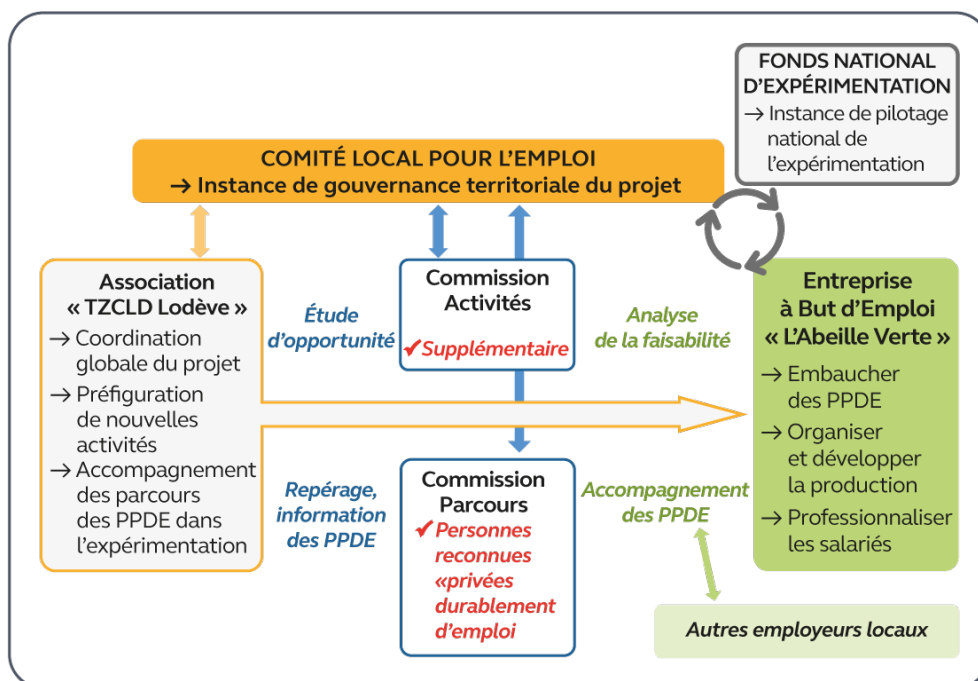 FONDS NATIONAL
D'EXPÉRIMENTATION
→ Instance de pilotage
national de
l'expérimentation
COMITÉ LOCAL POUR L'EMPLOI
→ Instance de gouvernance territoriale du projet
Association
« TZCLD Lodève »
→ Coordination
globale du projet
→ Préfiguration
de nouvelles
activités
→ Accompagnement
des parcours
des PPDE dans
l'expérimentation
Étude
d'opportunité
Repérage,
information
des PPDE
Commission
Activités
✓ Supplémentaire
Commission
Parcours
✓ Personnes
reconnues
«privées
durablement
d'emploi
Analyse
de la faisabilité
Accompagnement
des PPDE
Entreprise
à But d'Emploi
« L'Abeille Verte »
→ Embaucher
des PPDE
→ Organiser
et développer
la production
→ Professionnaliser
les salariés
Autres employeurs locaux